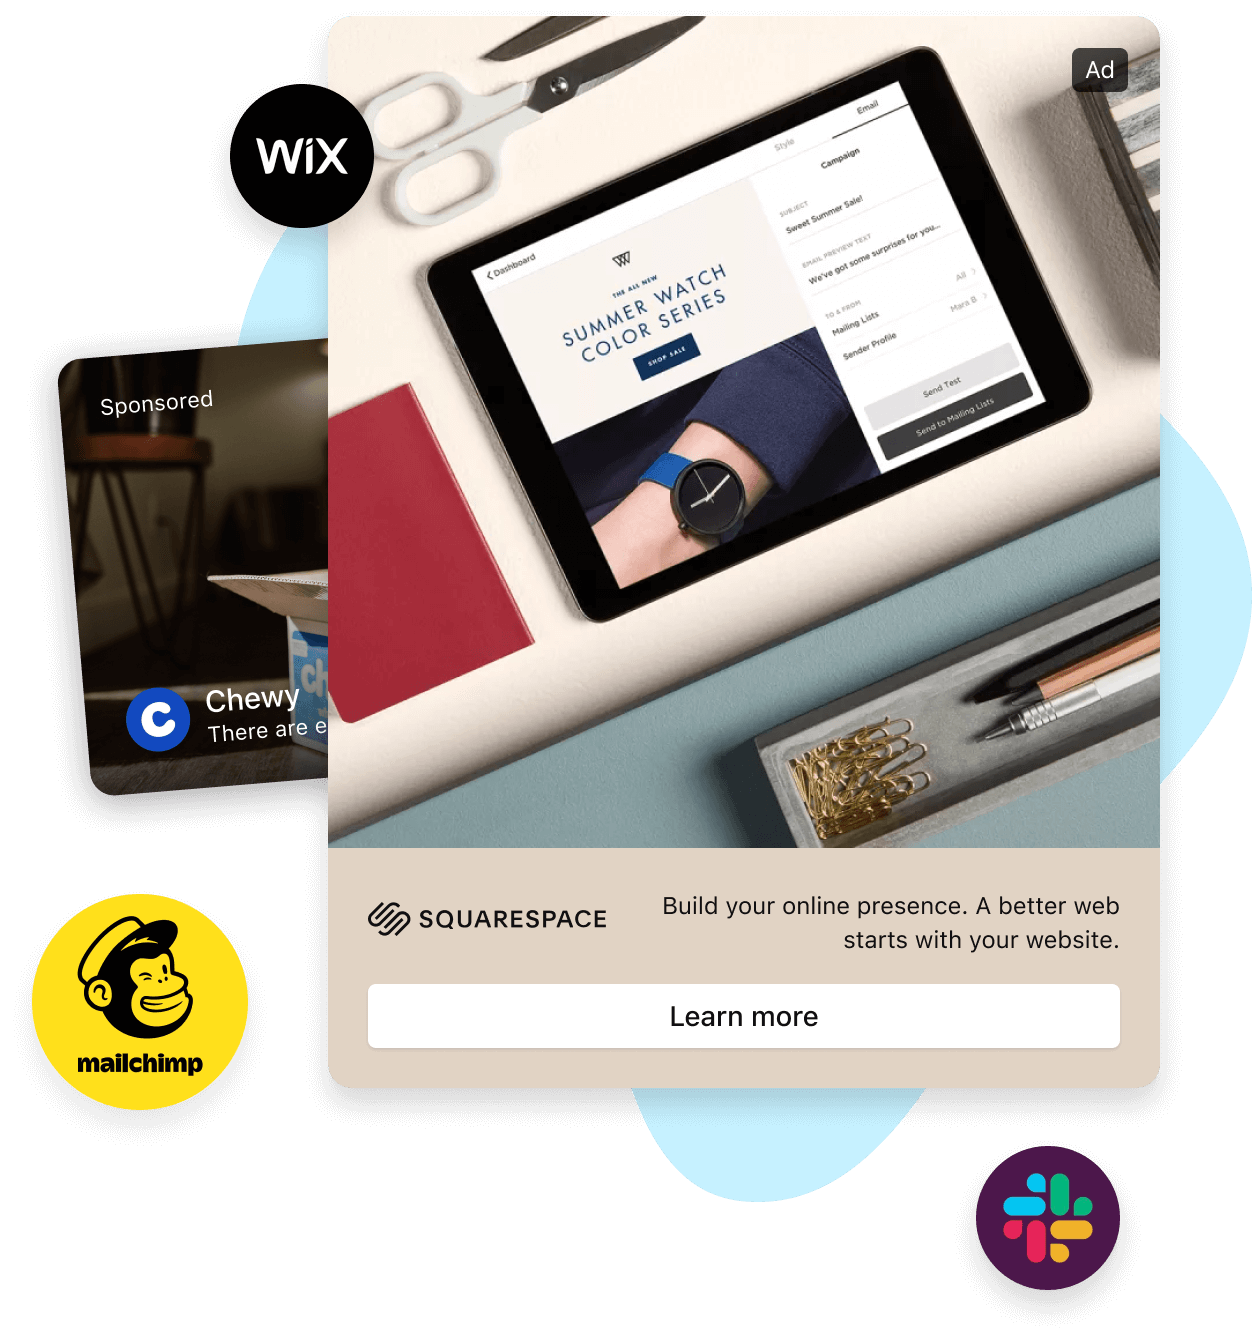 Ad
WiX
Style
Email
Campaign
SUBJECT
Sweet Summer Sale!
EMAIL PREVIEW TEXT
We've got some surprises for you...
TO & FROM
Mailing Lists
All
Sender Profile
Mara B
Send Test
Send to Mailing Lists
Dashboard
THE ALL NEW
SUMMER WATCH
COLOR SERIES
SHOP SALE
Sponsored
ch
Chewy
There are e
SQUARESPACE
Build your online presence. A better web
starts with your website.
Learn more
mailchimp